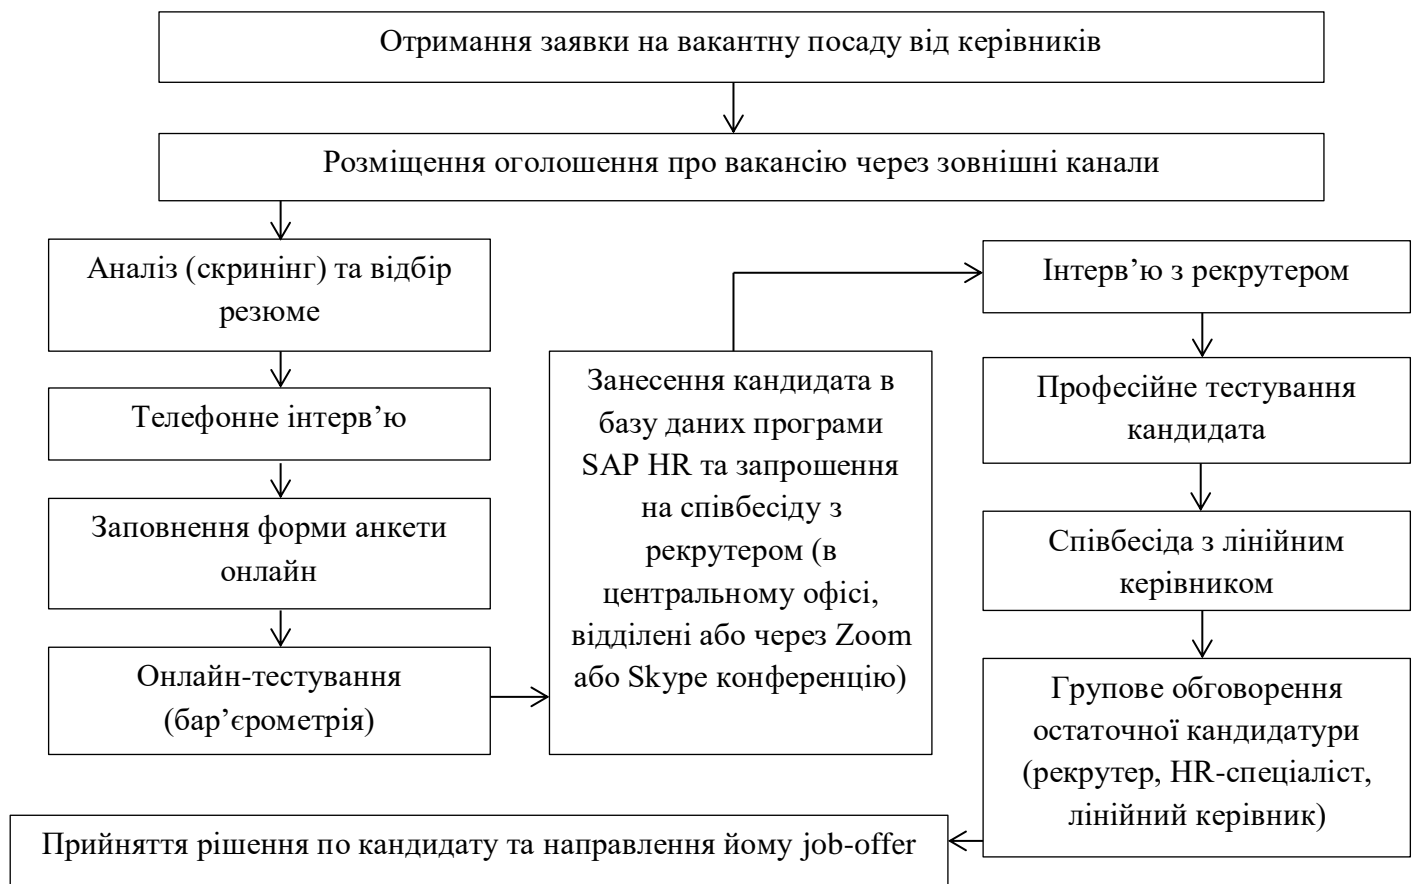 Отримання заявки на вакантну посаду від керівників
Розміщення оголошення про вакансію через зовнішні канали
Аналіз (скринінг) та відбір
резюме
Телефонне інтерв’ю
Заповнення форми анкети
онлайн
Онлайн-тестування
(бар’єрометрія)
Занесення кандидата в
базу даних програми
SAP HR та запрошення
на співбесіду з
рекрутером (в
центральному офісі,
відділені або через Zoom
або Skype конференцію)
Інтерв’ю з рекрутером
Професійне тестування
кандидата
Співбесіда з лінійним
керівником
Групове обговорення
остаточної кандидатури
(рекрутер, HR-спеціаліст,
лінійний керівник)
Прийняття рішення по кандидату та направлення йому job-offer